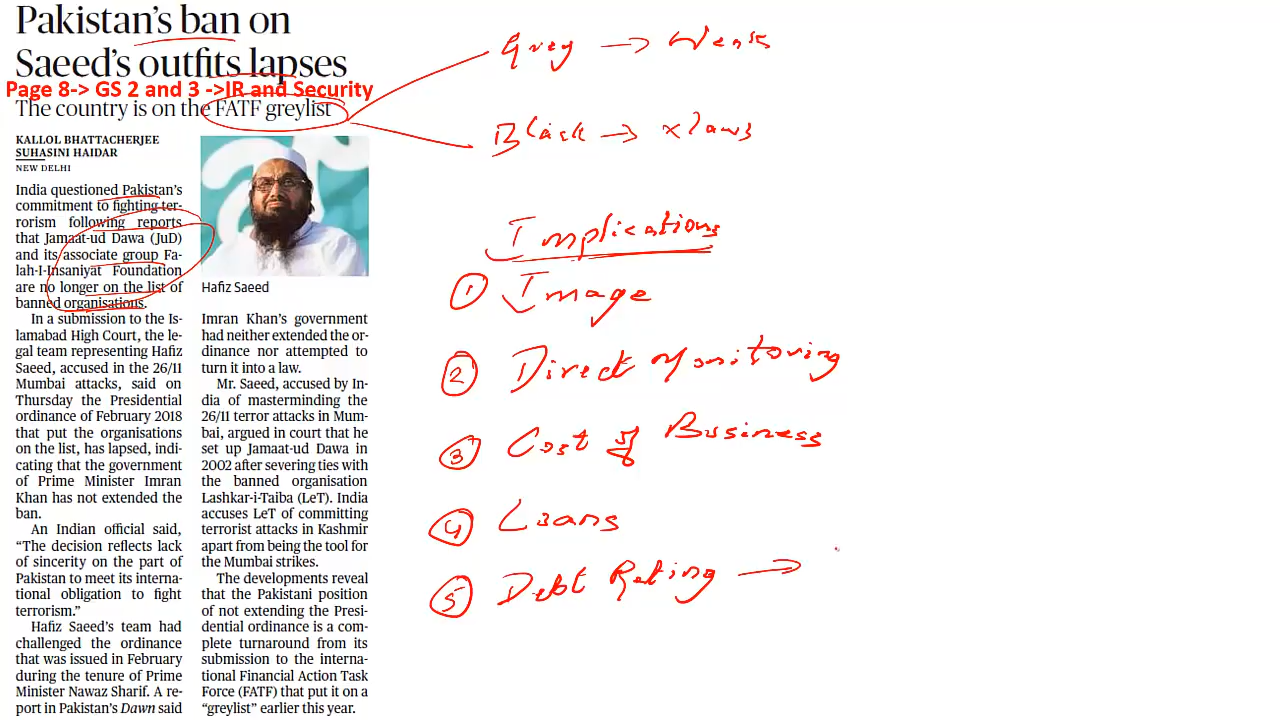 Pakistan's ban on
Saeed's outfits lapses
Page 8-> GS 2 and 3 ->IR and Security
The country is on the FATF greylist
KALLOL BHATTACHERJEE
SUHASINI HAIDAR
NEW DELHI
India questioned Pakistan's
commitment to fighting ter-
rorism following reports
that Jamaat-ud Dawa (JuD)
and its associate group Fa-
lah-I-Insaniyat Foundation
are no longer on the list of
banned organisations.
In a submission to the Is-
lamabad High Court, the le-
gal team representing Hafiz
Saeed, accused in the 26/11
Mumbai attacks, said on
Thursday the Presidential
ordinance of February 2018
that put the organisations
on the list, has lapsed, indi-
cating that the government
of Prime Minister Imran
Khan has not extended the
ban.
An Indian official said,
"The decision reflects lack
of sincerity on the part of
Pakistan to meet its interna-
tional obligation to fight
terrorism."
Hafiz Saeed's team had
challenged the ordinance
that was issued in February
during the tenure of Prime
Minister Nawaz Sharif. A re-
port in Pakistan's Dawn said
Hafiz Saeed
Imran Khan's government
had neither extended the or-
dinance nor attempted to
turn it into a law.
Mr. Saeed, accused by In-
dia of masterminding the
26/11 terror attacks in Mum-
bai, argued in court that he
set up Jamaat-ud Dawa in
2002 after severing ties with
the banned organisation
Lashkar-i-Taiba (LeT). India
accuses LeT of committing
terrorist attacks in Kashmir
apart from being the tool for
the Mumbai strikes.
The developments reveal
that the Pakistani position
of not extending the Presi-
dential ordinance is a com-
plete turnaround from its
submission to the interna-
tional Financial Action Task
Force (FATF) that put it on a
"greylist" earlier this year.
Grey → Weak
Black → x Laws
Implications
1 Image
2 Direct Monitoring
3 Cost of Business
4 Loans
5 Debt Rating →